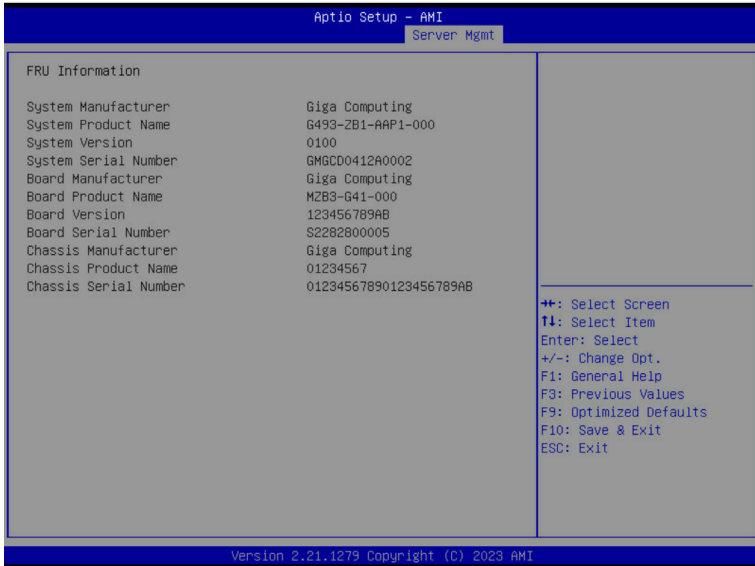 Aptio Setup – AMI
Server Mgmt
FRU Information
System Manufacturer Giga Computing
System Product Name G493-ZB1-AAP1-000
System Version 0100
System Serial Number GMGCD0412A0002
Board Manufacturer Giga Computing
Board Product Name MZB3-G41-000
Board Version 123456789AB
Board Serial Number S2282800005
Chassis Manufacturer Giga Computing
Chassis Product Name 01234567
Chassis Serial Number 01234567890123456789AB
→←: Select Screen
↑↓: Select Item
Enter: Select
+/-: Change Opt.
F1: General Help
F3: Previous Values
F9: Optimized Defaults
F10: Save & Exit
ESC: Exit
Version 2.21.1279 Copyright (C) 2023 AMI